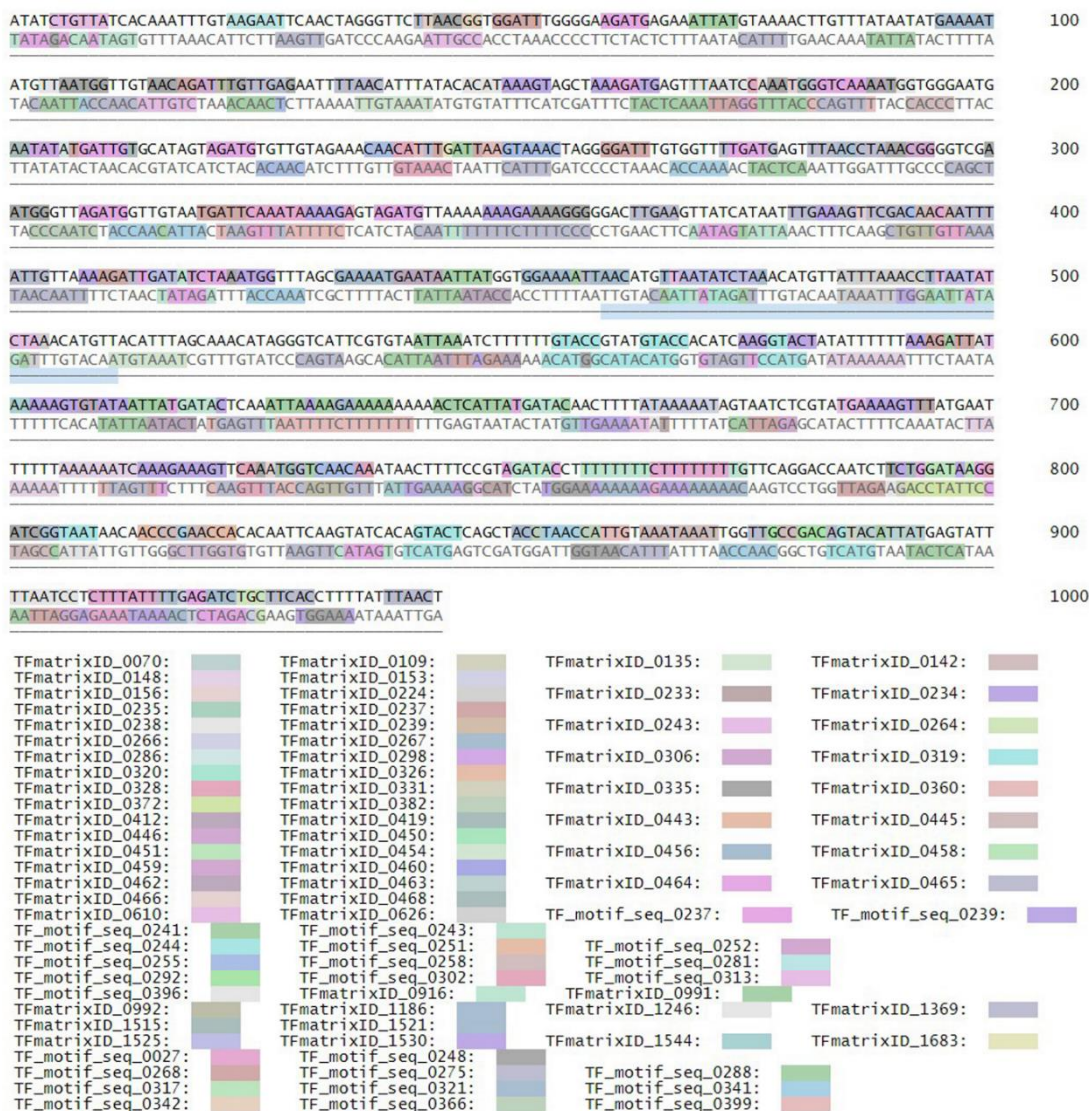 ATATCTGTTATCACAAATTTGTAAGAATTCAACTAGGGTTCTTAACGGTGGATTTGGGGAAGATGAGAAATTATGTAAAACTTGTTTATAATATGAAAAT 100
TATAGACAATAGTGTTTAAACATTCTTAAGTTGATCCCAAGAATTGCCACCTAAACCCCTTCTACTCTTTAATACATTTTGAACAAATATTATACTTTTA
ATGTTAATGGTTGTAACAGATTTGTTGAGAATTTTAACATTTATACACATAAAGTAGCTAAAGATGAGTTTAATCCAAATGGGTCAAAATGGTGGGAATG 200
TACAATTACCAACATTGTCTAAACAACTCTTAAAATTGTAAATATGTGTATTTCATCGATTTCTACTCAAATTAGGTTTACCCAGTTTTACCACCCTTAC
AATATATGATTGTGCATAGTAGATGTGTTGTAGAAACAACATTTGATTAAGTAAACTAGGGGATTTGTGGTTTTGATGAGTTTAACCTAAACGGGGTCGA 300
TTATATACTAACACGTATCATCTACACAACATCTTTGTTGTAAACTAATTCATTTGATCCCCTAAACACCAAAACTACTCAAATTGGATTTGCCCCAGCT
ATGGGTTAGATGGTTGTAATGATTCAAATAAAAGAGTAGATGTTAAAAAAAGAAAAGGGGGACTTGAAGTTATCATAATTTGAAAGTTCGACAACAATTT 400
TACCCAATCTACCAACATTACTAAGTTTATTTTCTCATCTACAATTTTTTTCTTTTCCCCCTGAACTTCAATAGTATTAAACTTTCAAGCTGTTGTTAAA
ATTGTTAAAAGATTGATATCTAAATGGTTTAGCGAAAATGAATAATTATGGTGGAAAATTAACATGTTAATATCTAAACATGTTATTTAAACCTTAATAT 500
TAACAATTTTCTAACTATAGATTTACCAAATCGCTTTTACTTATTAATACCACCTTTTAATTGTACAATTATAGATTTGTACAATAAATTTGGAATTATA
CTAAACATGTTACATTTAGCAAACATAGGGTCATTCGTGTAATTAAATCTTTTTTGTACCGTATGTACCACATCAAGGTACTATATTTTTTAAAGATTAT 600
GATTTGTACAATGTAAATCGTTTGTATCCCAGTAAGCACATTAATTTAGAAAAAACATGGCATACATGGTGTAGTTCCATGATATAAAAAATTTCTAATA
AAAAAGTGTATAATTATGATACTCAAATTAAAAGAAAAAAAAAACTCATTATGATACAACTTTTATAAAAATAGTAATCTCGTATGAAAAGTTTATGAAT 700
TTTTTCACATATTAATACTATGAGTTTAATTTTCTTTTTTTTTTGAGTAATACTATGTTGAAAATATTTTTATCATTAGAGCATACTTTTCAAATACTTA
TTTTTAAAAAATCAAAGAAAGTTCAAATGGTCAACAAATAACTTTTCCGTAGATACCTTTTTTTTCTTTTTTTTGTTCAGGACCAATCTTCTGGATAAGG 800
AAAAATTTTTTAGTTTCTTTCAAGTTTACCAGTTGTTTATTGAAAAGGCATCTATGGAAAAAAAAGAAAAAAAACAAGTCCTGGTTAGAAGACCTATTCC
ATCGGTAATAACAACCCGAACCACACAATTCAAGTATCACAGTACTCAGCTACCTAACCATTGTAAATAAATTGGTTGCCGACAGTACATTATGAGTATT 900
TAGCCATTATTGTTGGGCTTGGTGTGTTAAGTTCATAGTGTCATGAGTCGATGGATTGGTAACATTTATTTAACCAACGGCTGTCATGTAATACTCATAA
TTAATCCTCTTTATTTTGAGATCTGCTTCACCTTTTATTTAACT 1000
AATTAGGAGAAATAAAACTCTAGACGAAGTGGAAAATAAATTGA
TFmatrixID_0070: TFmatrixID_0109: TFmatrixID_0135: TFmatrixID_0142:
TFmatrixID_0148: TFmatrixID_0153:
TFmatrixID_0156: TFmatrixID_0224: TFmatrixID_0233: TFmatrixID_0234:
TFmatrixID_0235: TFmatrixID_0237:
TFmatrixID_0238: TFmatrixID_0239: TFmatrixID_0243: TFmatrixID_0264:
TFmatrixID_0266: TFmatrixID_0267:
TFmatrixID_0286: TFmatrixID_0298: TFmatrixID_0306: TFmatrixID_0319:
TFmatrixID_0320: TFmatrixID_0326:
TFmatrixID_0328: TFmatrixID_0331: TFmatrixID_0335: TFmatrixID_0360:
TFmatrixID_0372: TFmatrixID_0382:
TFmatrixID_0412: TFmatrixID_0419: TFmatrixID_0443: TFmatrixID_0445:
TFmatrixID_0446: TFmatrixID_0450:
TFmatrixID_0451: TFmatrixID_0454: TFmatrixID_0456: TFmatrixID_0458:
TFmatrixID_0459: TFmatrixID_0460:
TFmatrixID_0462: TFmatrixID_0463: TFmatrixID_0464: TFmatrixID_0465:
TFmatrixID_0466: TFmatrixID_0468:
TFmatrixID_0610: TFmatrixID_0626: TF_motif_seq_0237: TF_motif_seq_0239:
TF_motif_seq_0241: TF_motif_seq_0243:
TF_motif_seq_0244: TF_motif_seq_0251: TF_motif_seq_0252:
TF_motif_seq_0255: TF_motif_seq_0258: TF_motif_seq_0281:
TF_motif_seq_0292: TF_motif_seq_0302: TF_motif_seq_0313:
TF_motif_seq_0396: TFmatrixID_0916: TFmatrixID_0991:
TFmatrixID_0992: TFmatrixID_1186: TFmatrixID_1246: TFmatrixID_1369:
TFmatrixID_1515: TFmatrixID_1521:
TFmatrixID_1525: TFmatrixID_1530: TFmatrixID_1544: TFmatrixID_1683:
TF_motif_seq_0027: TF_motif_seq_0248:
TF_motif_seq_0268: TF_motif_seq_0275: TF_motif_seq_0288:
TF_motif_seq_0317: TF_motif_seq_0321: TF_motif_seq_0341:
TF_motif_seq_0342: TF_motif_seq_0366: TF_motif_seq_0399: